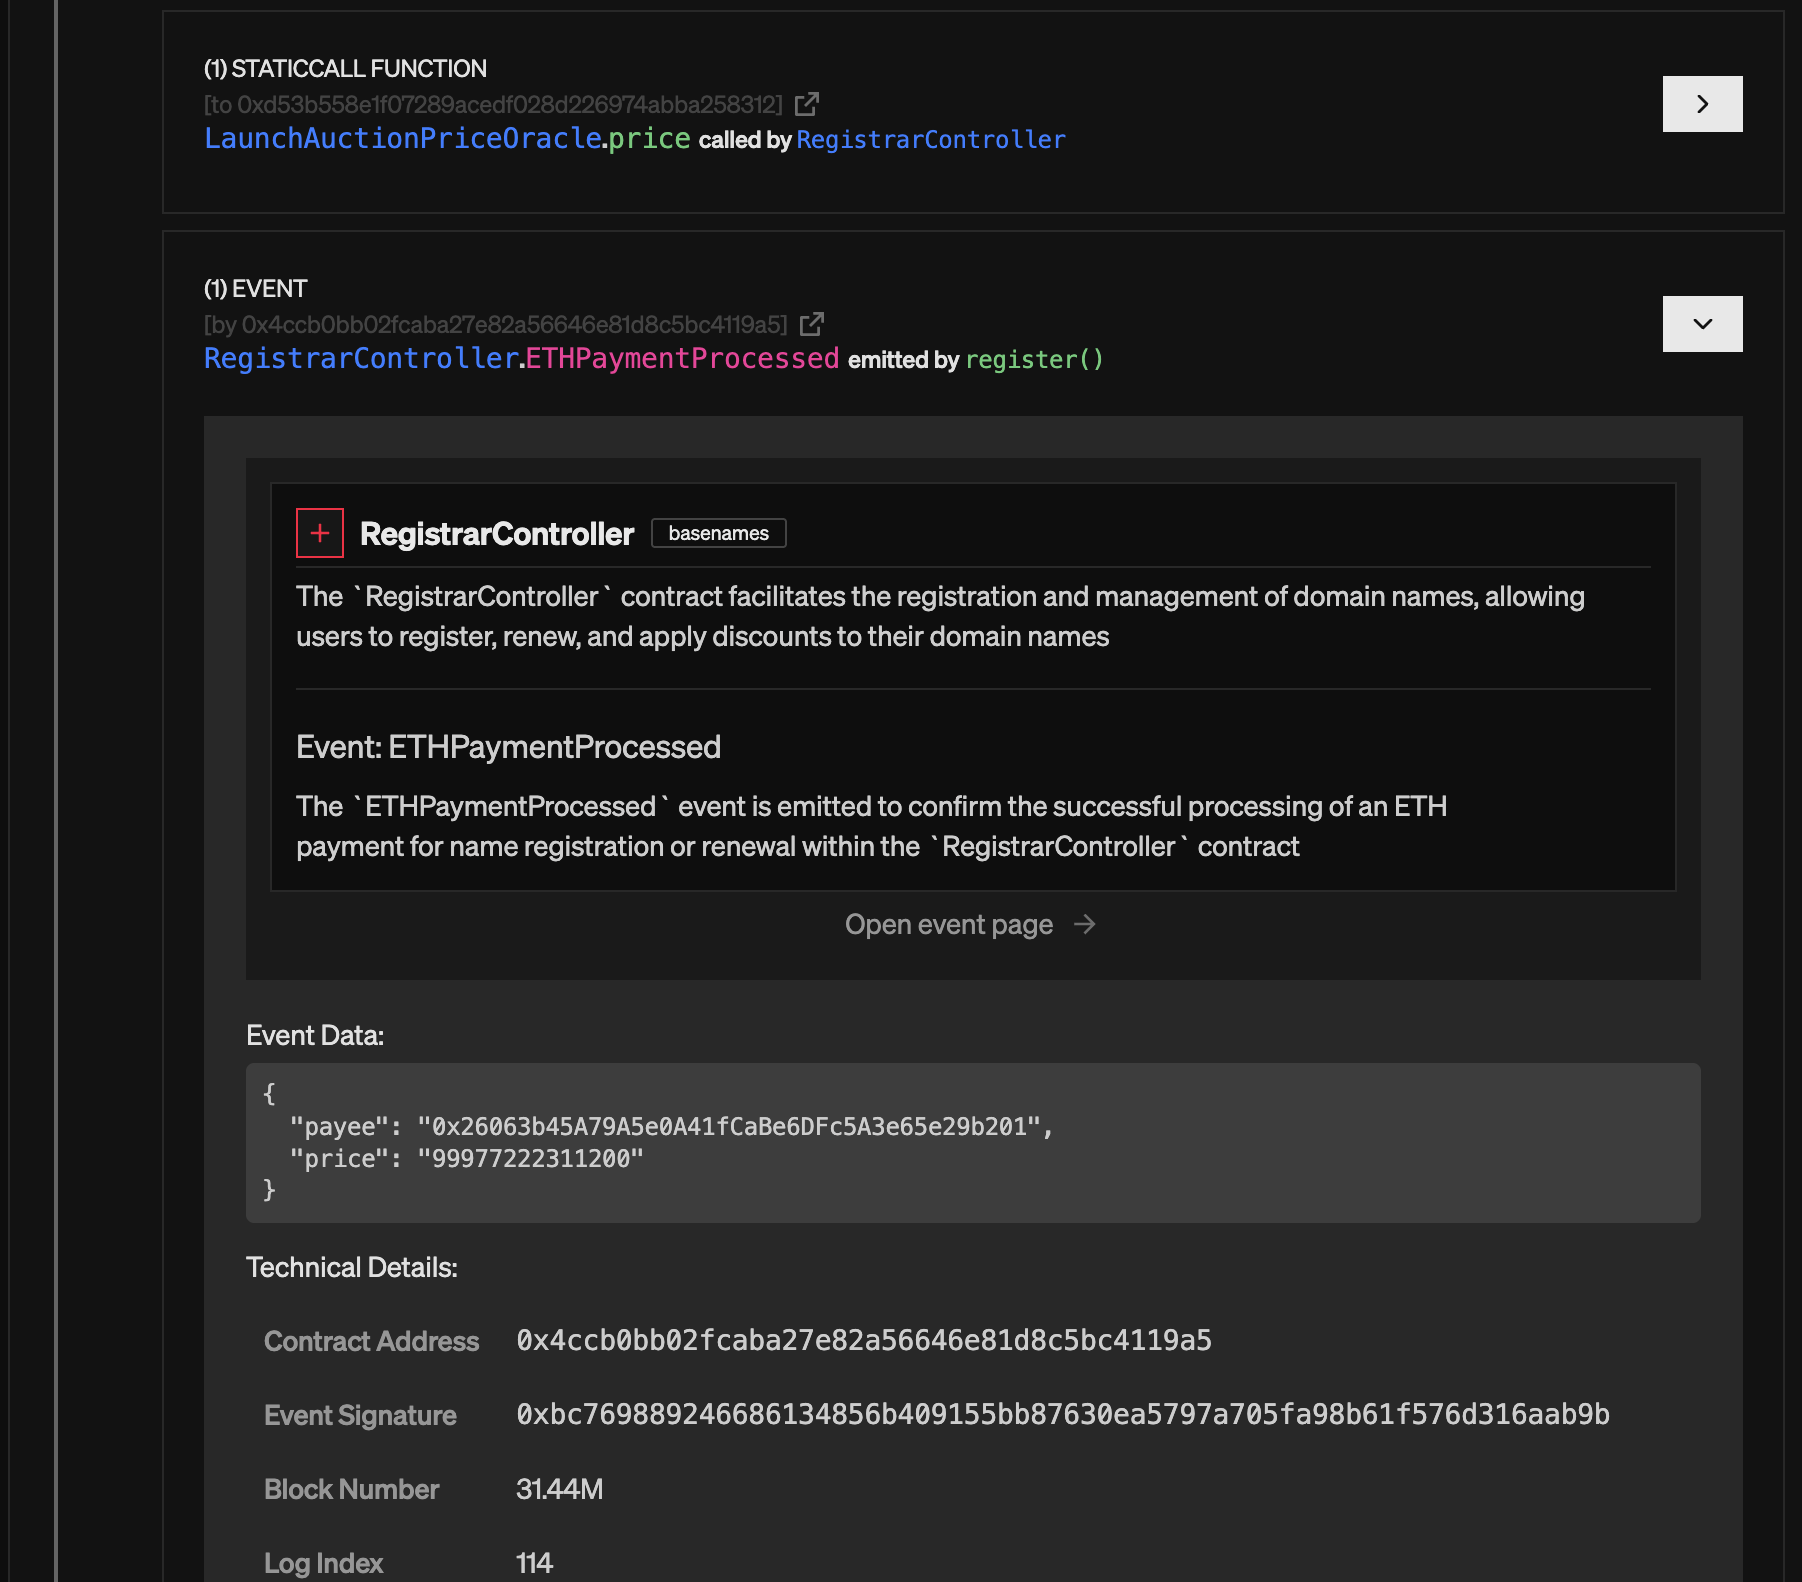 (1) STATICCALL FUNCTION
[to 0xd53b558e1f07289acedf028d226974abba258312]
LaunchAuctionPriceOracle.price called by RegistrarController
(1) EVENT
[by 0x4ccb0bb02fcaba27e82a56646e81d8c5bc4119a5]
RegistrarController.ETHPaymentProcessed emitted by register()
RegistrarController basenames
The `RegistrarController` contract facilitates the registration and management of domain names, allowing
users to register, renew, and apply discounts to their domain names
Event: ETHPaymentProcessed
The `ETHPaymentProcessed` event is emitted to confirm the successful processing of an ETH
payment for name registration or renewal within the `RegistrarController` contract
Open event page →
Event Data:
{
"payee": "0x26063b45A79A5e0A41fCaBe6DFc5A3e65e29b201",
"price": "99977222311200"
}
Technical Details:
Contract Address 0x4ccb0bb02fcaba27e82a56646e81d8c5bc4119a5
Event Signature 0xbc769889246686134856b409155bb87630ea5797a705fa98b61f576d316aab9b
Block Number 31.44M
Log Index 114